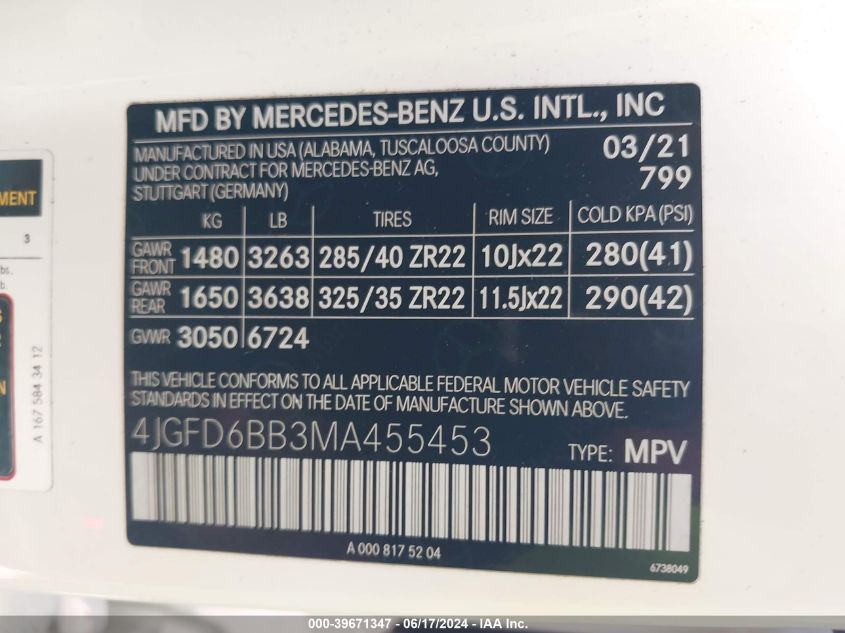 MFD BY MERCEDES-BENZ U.S. INTL., INC
MANUFACTURED IN USA (ALABAMA, TUSCALOOSA COUNTY) 03/21
UNDER CONTRACT FOR MERCEDES-BENZ AG, 799
STUTTGART (GERMANY)
KG LB TIRES RIM SIZE COLD KPA (PSI)
GAWR FRONT 1480 3263 285/40 ZR22 10Jx22 280(41)
GAWR REAR 1650 3638 325/35 ZR22 11.5Jx22 290(42)
GVWR 3050 6724
THIS VEHICLE CONFORMS TO ALL APPLICABLE FEDERAL MOTOR VEHICLE SAFETY
STANDARDS IN EFFECT ON THE DATE OF MANUFACTURE SHOWN ABOVE.
4JGFD6BB3MA455453 TYPE: MPV
A 000 817 52 04
6738049
3
A 167 584 34 12
000-39671347 - 06/17/2024 - IAA Inc.